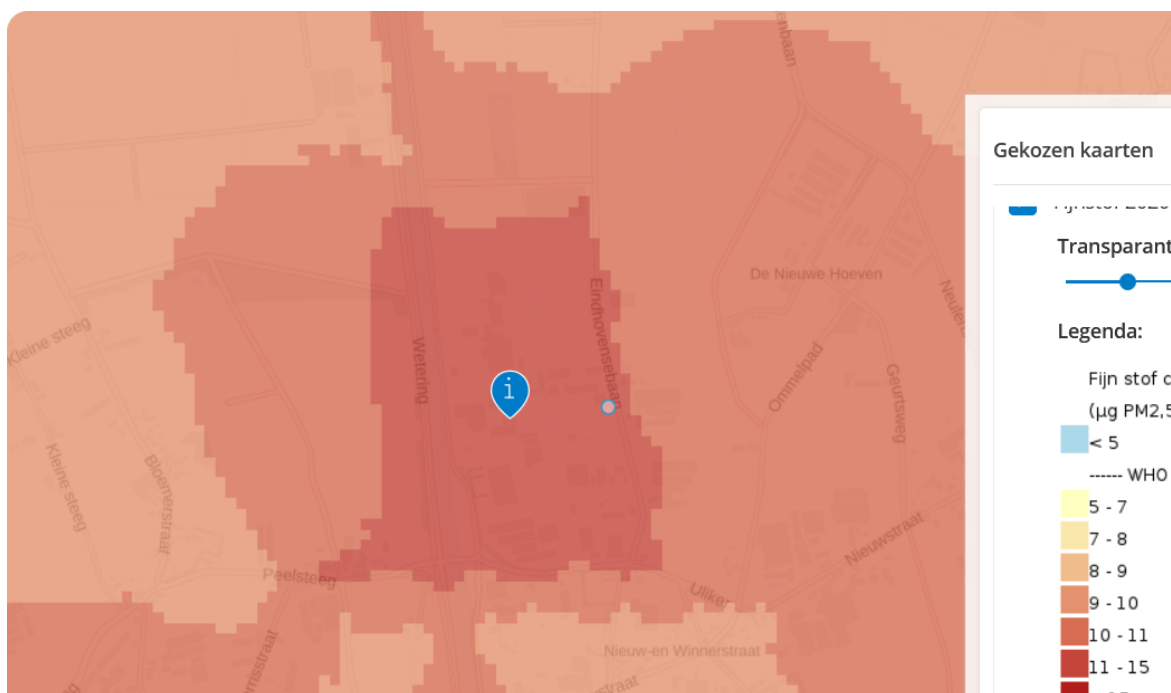 Gekozen kaarten
Transparant
Legenda:
Fijn stof
(µg PM2,5
< 5
------ WHO
5 - 7
7 - 8
8 - 9
9 - 10
10 - 11
11 - 15
De Nieuwe Hoeven
Eindhovensebaan
Kleine steeg
Wetering
Ommelpad
Geurtsweg
Kleine steeg
Bloemerstraat
Nieuwstraat
Peelsteeg
Nieuw-en Winnerstraat
i